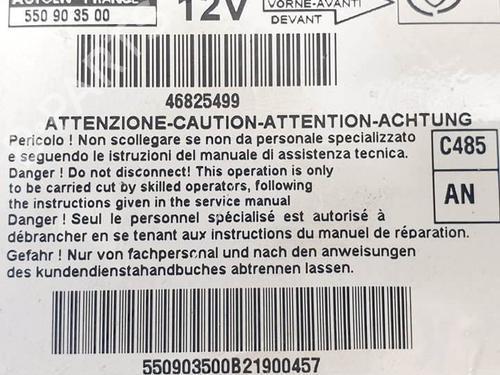 AUTOLIV - FRANCE
550 90 35 00
12V
VORNE-AVANTI
DEVANT
46825499
ATTENZIONE-CAUTION-ATTENTION-ACHTUNG
Pericolo ! Non scollegare se non da personale specializzato
e seguendo le istruzioni del manuale di assistenza tecnica.
Danger ! Do not disconnect! This operation is only
to be carried cut by skilled operators, following
the instructions given in the service manual
Danger ! Seul le personnel spécialisé est autorisé à
débrancher en se tenant aux instructions du manuel de réparation.
Gefahr ! Nur von fachpersonal und nach den anweisungen
des kundendienstahandbuches abtrennen lassen.
C485
AN
550903500B21900457